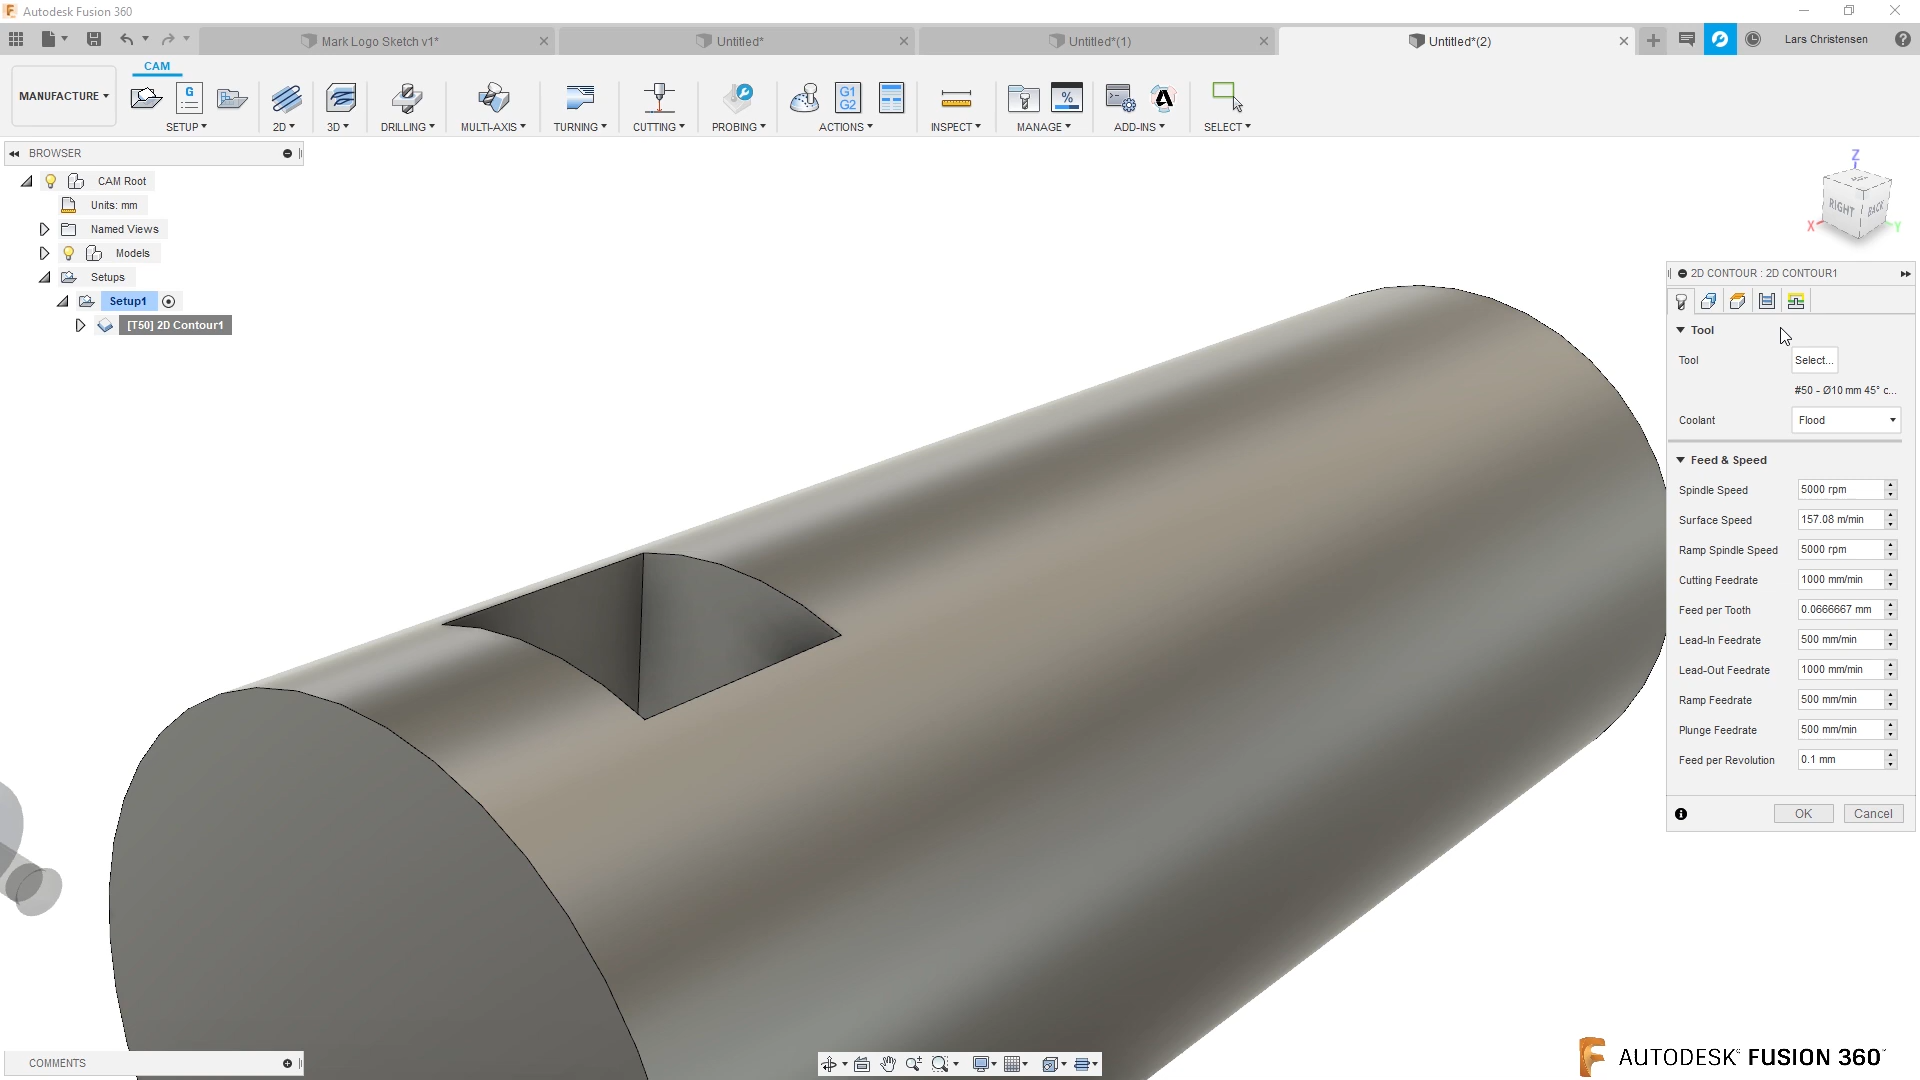 Autodesk Fusion 360
Mark Logo Sketch v1*
Untitled*
Untitled*(1)
Untitled*(2)
Lars Christensen
CAM
MANUFACTURE
G
G1
G2
%
SETUP
2D
3D
DRILLING
MULTI-AXIS
TURNING
CUTTING
PROBING
ACTIONS
INSPECT
MANAGE
ADD-INS
SELECT
BROWSER
CAM Root
Units: mm
Named Views
Models
Setups
Setup1
[T50] 2D Contour1
Z
RIGHT
BACK
X
Y
2D CONTOUR : 2D CONTOUR1
Tool
Tool
Select...
#50 - Ø10 mm 45° c...
Coolant
Flood
Feed & Speed
Spindle Speed
5000 rpm
Surface Speed
157.08 m/min
Ramp Spindle Speed
5000 rpm
Cutting Feedrate
1000 mm/min
Feed per Tooth
0.0666667 mm
Lead-In Feedrate
500 mm/min
Lead-Out Feedrate
1000 mm/min
Ramp Feedrate
500 mm/min
Plunge Feedrate
500 mm/min
Feed per Revolution
0.1 mm
OK
Cancel
COMMENTS
AUTODESK® FUSION 360™